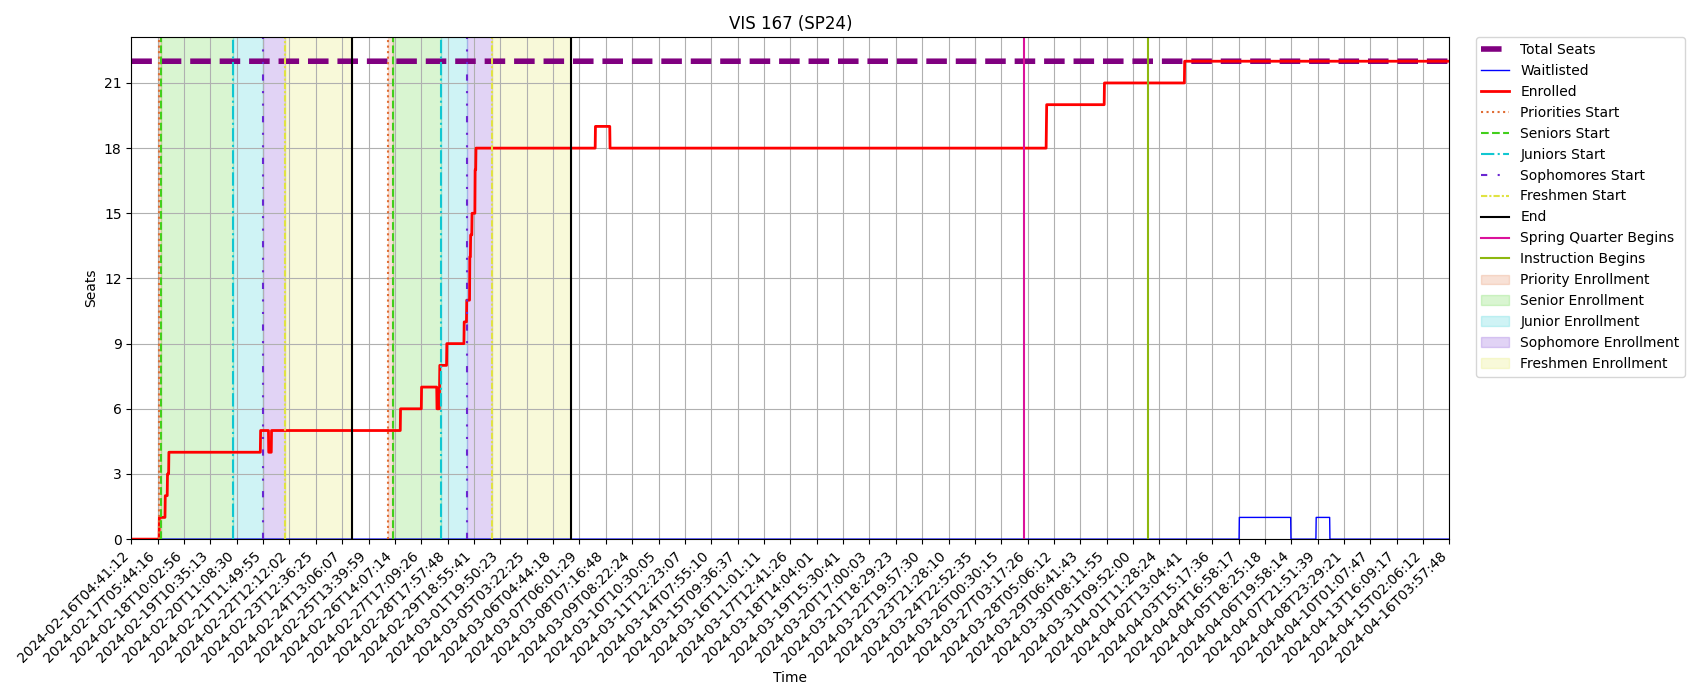 VIS 167 (SP24)
Seats
21
18
15
12
9
6
3
0
2024-02-16T04:41:12
2024-02-17T05:44:16
2024-02-18T10:02:56
2024-02-19T10:35:13
2024-02-20T11:08:30
2024-02-21T11:49:55
2024-02-22T12:12:02
2024-02-23T12:36:25
2024-02-24T13:06:07
2024-02-25T13:39:59
2024-02-26T14:07:14
2024-02-27T17:09:26
2024-02-28T17:57:48
2024-02-29T18:55:41
2024-03-01T19:50:23
2024-03-05T03:22:25
2024-03-06T04:44:18
2024-03-07T06:01:29
2024-03-08T07:16:48
2024-03-09T08:22:24
2024-03-10T10:30:05
2024-03-11T12:23:07
2024-03-14T07:55:10
2024-03-15T09:36:37
2024-03-16T11:01:11
2024-03-17T12:41:26
2024-03-18T14:04:01
2024-03-19T15:30:41
2024-03-20T17:00:03
2024-03-21T18:29:23
2024-03-22T19:57:30
2024-03-23T21:28:10
2024-03-24T22:52:35
2024-03-26T00:30:15
2024-03-27T03:17:26
2024-03-28T05:06:12
2024-03-29T06:41:43
2024-03-30T08:11:55
2024-03-31T09:52:00
2024-04-01T11:28:24
2024-04-02T13:04:41
2024-04-03T15:17:36
2024-04-04T16:58:17
2024-04-05T18:25:18
2024-04-06T19:58:14
2024-04-07T21:51:39
2024-04-08T23:29:21
2024-04-10T01:07:47
2024-04-13T16:09:17
2024-04-15T02:06:12
2024-04-16T03:57:48
Time
Total Seats
Waitlisted
Enrolled
Priorities Start
Seniors Start
Juniors Start
Sophomores Start
Freshmen Start
End
Spring Quarter Begins
Instruction Begins
Priority Enrollment
Senior Enrollment
Junior Enrollment
Sophomore Enrollment
Freshmen Enrollment